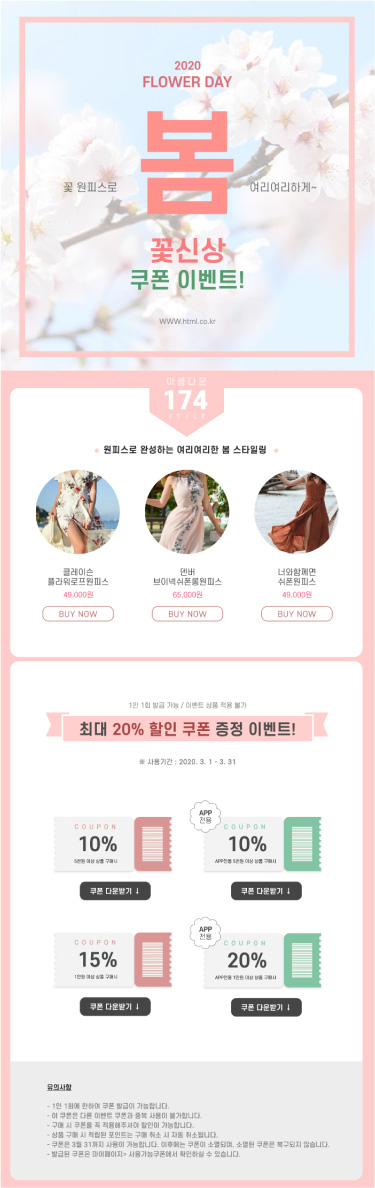 2020
FLOWER DAY
봄
꽃 원피스로
여리여리하게~
꽃신상
쿠폰 이벤트!
WWW.html.co.kr
아름다운
174
STYLE
원피스로 완성하는 여리여리한 봄 스타일링
클레이슨
플라워로프원피스
49,000원
BUY NOW
덴버
브이넥쉬폰롱원피스
65,000원
BUY NOW
너와함께면
쉬폰원피스
49,000원
BUY NOW
1인 1회 발급 가능 / 이벤트 상품 적용 불가
최대 20% 할인 쿠폰 증정 이벤트!
※ 사용기간 : 2020. 3. 1 - 3. 31
COUPON
10%
5만원 이상 상품 구매시
쿠폰 다운받기 ↓
APP
전용
COUPON
10%
APP전용 5만원 이상 상품 구매시
쿠폰 다운받기 ↓
COUPON
15%
1만원 이상 상품 구매시
쿠폰 다운받기 ↓
APP
전용
COUPON
20%
APP전용 7만원 이상 상품 구매시
쿠폰 다운받기 ↓
유의사항
- 1인 1회에 한하여 쿠폰 발급이 가능합니다.
- 이 쿠폰은 다른 이벤트 쿠폰과 중복 사용이 불가합니다.
- 구매 시 쿠폰을 꼭 적용해주셔야 할인이 가능합니다.
- 상품 구매 시 적립된 포인트는 구매 취소 시 자동 취소됩니다.
- 쿠폰은 3월 31까지 사용이 가능합니다. 이후에는 쿠폰이 소멸되며, 소멸된 쿠폰은 복구되지 않습니다.
- 발급된 쿠폰은 마이페이지> 사용가능쿠폰에서 확인하실 수 있습니다.